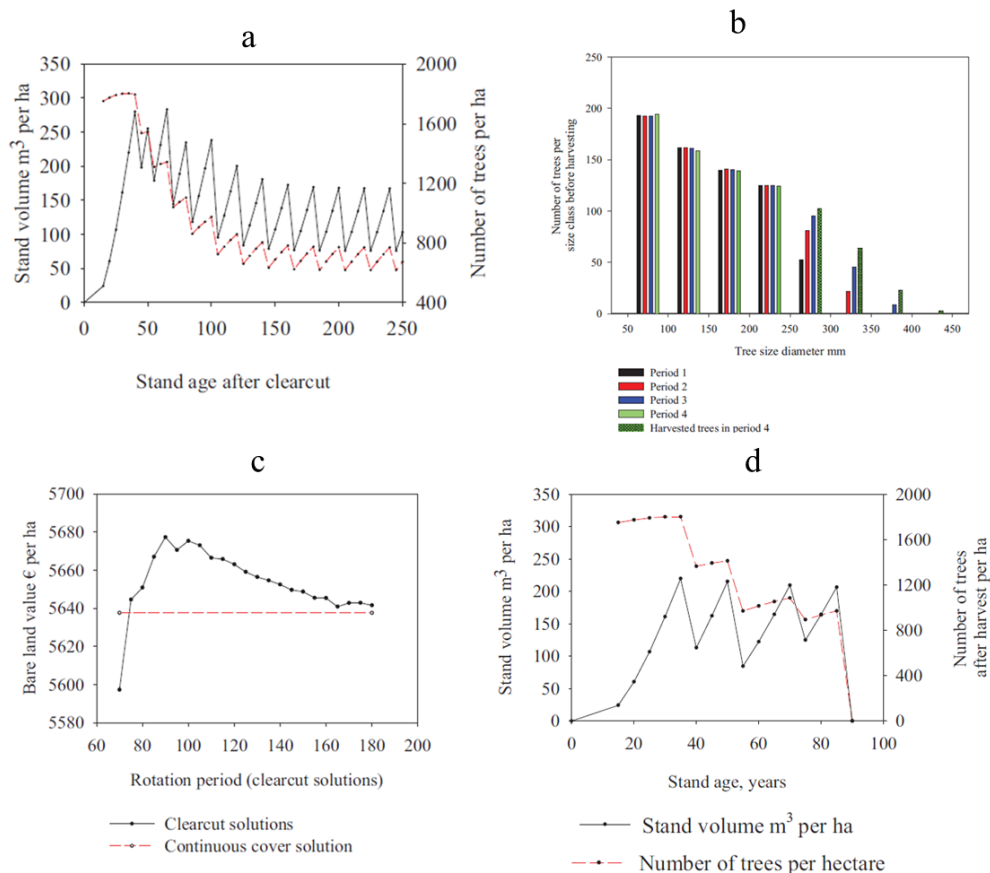 a
350
300
250
200
150
100
50
0
Stand volume m³ per ha
2000
1600
1200
800
400
Number of trees per ha
0 50 100 150 200 250
Stand age after clearcut
b
200
150
100
50
0
Number of trees per
size class before harvesting
50 100 150 200 250 300 350 400 450
Tree size diameter mm
Period 1
Period 2
Period 3
Period 4
Harvested trees in period 4
c
5700
5680
5660
5640
5620
5600
5580
Bare land value € per ha
60 80 100 120 140 160 180 200
Rotation period (clearcut solutions)
Clearcut solutions
Continuous cover solution
d
350
300
250
200
150
100
50
0
Stand volume m³ per ha
2000
1600
1200
800
400
0
Number of trees
after harvest per ha
0 20 40 60 80 100
Stand age, years
Stand volume m³ per ha
Number of trees per hectare